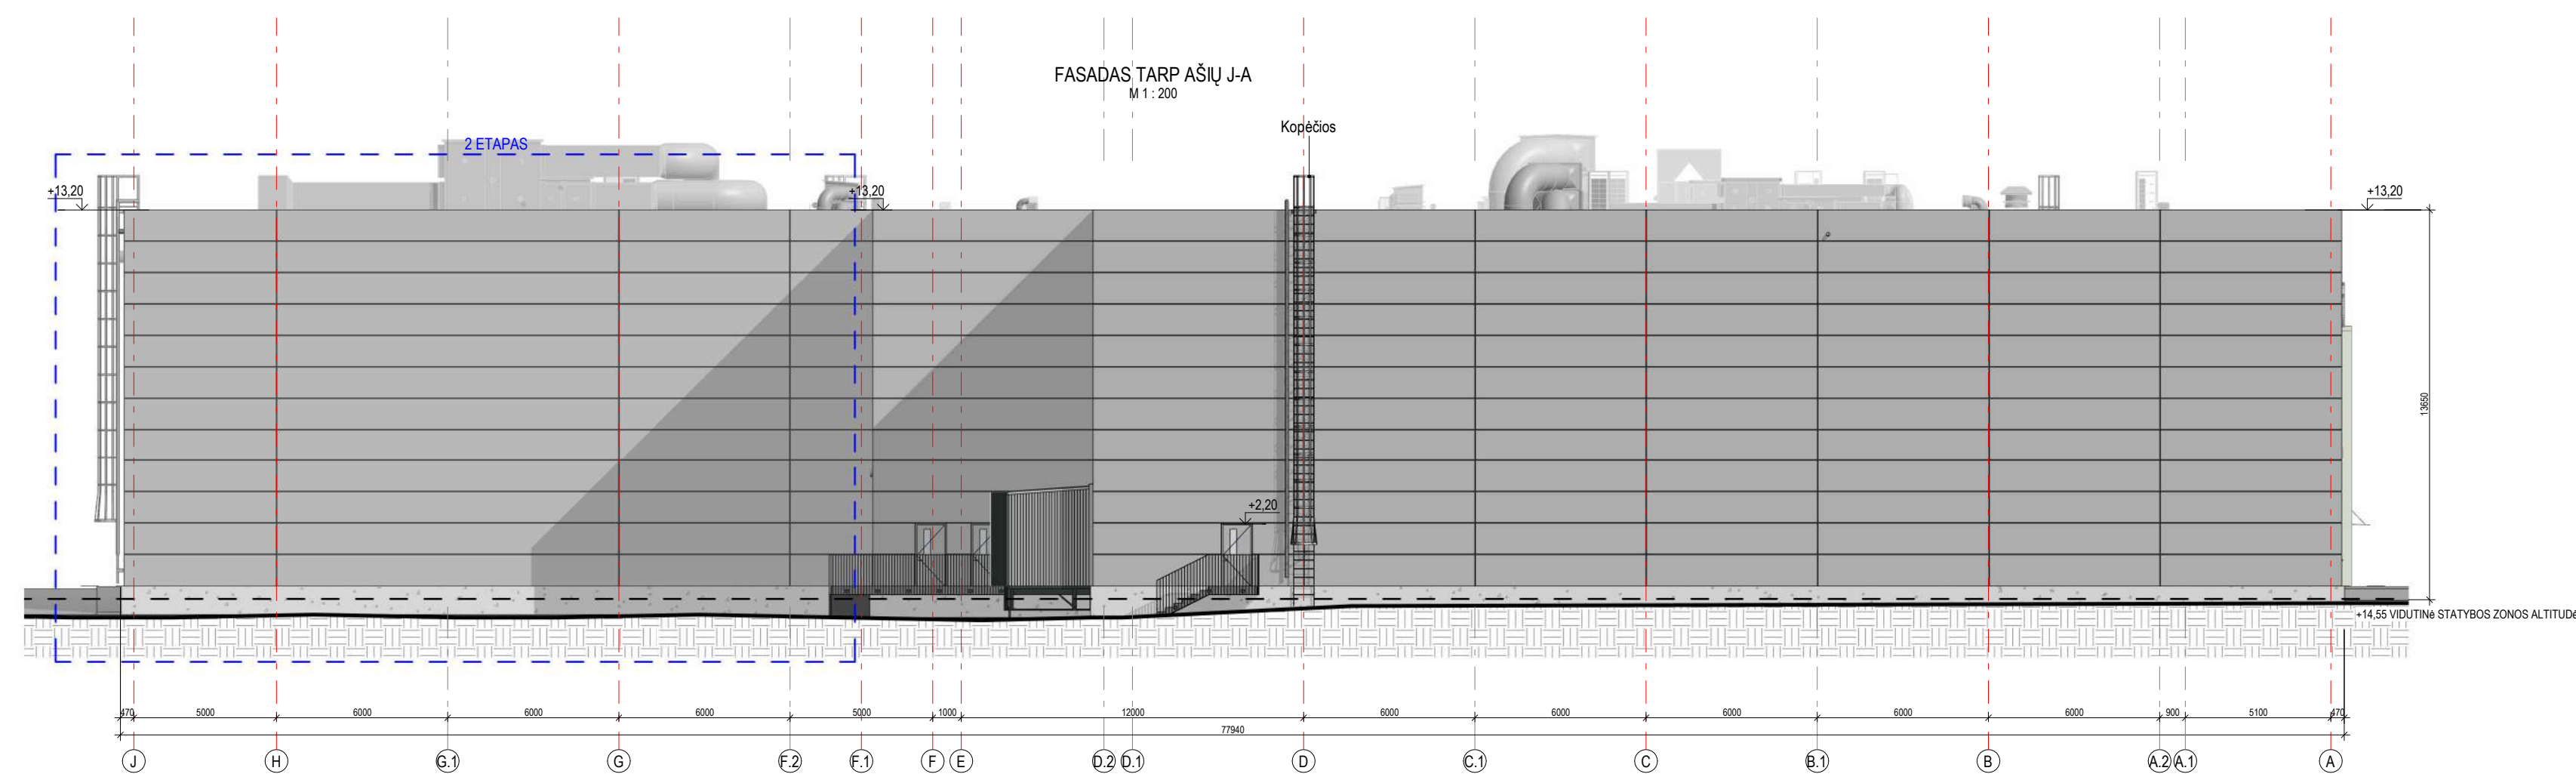 FASADAS TARP AŠIŲ J-A
M 1 : 200
Kopėčios
2 ETAPAS
+13,20
+13,20
+13,20
+2,20
13650
+14,55 VIDUTINė STATYBOS ZONOS ALTITUDė
470 5000 6000 6000 6000 5000 1000 12000 6000 6000 6000 6000 6000 900 5100 470
77940
J H G.1 G F.2 F.1 F E D.2 D.1 D C.1 C B.1 B A.2 A.1 A